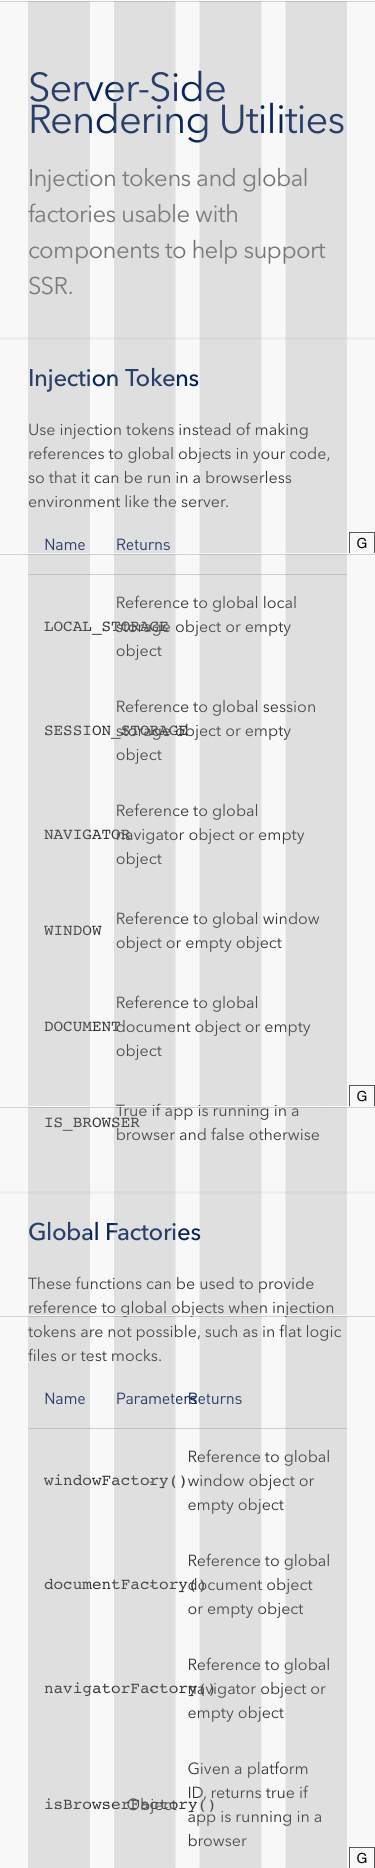 Server-Side
Rendering Utilities
Injection tokens and global
factories usable with
components to help support
SSR.
Injection Tokens
Use injection tokens instead of making
references to global objects in your code,
so that it can be run in a browserless
environment like the server.
Name Returns
G
Reference to global local
LOCAL_STORAGE storage object or empty
object
Reference to global session
SESSION_STORAGE storage object or empty
object
Reference to global
NAVIGATOR navigator object or empty
object
Reference to global window
WINDOW
object or empty object
Reference to global
DOCUMENT document object or empty
object
G
True if app is running in a
IS_BROWSER
browser and false otherwise
Global Factories
These functions can be used to provide
reference to global objects when injection
tokens are not possible, such as in flat logic
files or test mocks.
Name Parameters Returns
Reference to global
windowFactory() window object or
empty object
Reference to global
documentFactory() document object
or empty object
Reference to global
navigatorFactory() navigator object or
empty object
Given a platform
ID, returns true if
isBrowserFactory() Object app is running in a
browser
G